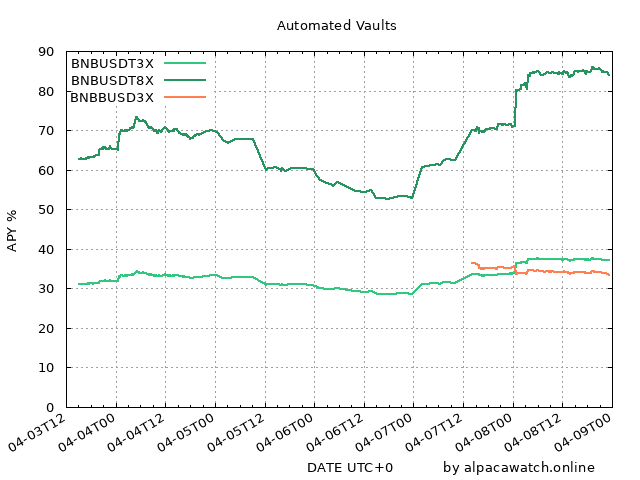 Automated Vaults
BNBUSDT3X
BNBUSDT8X
BNBBUSD3X
APY %
90
80
70
60
50
40
30
20
10
0
04-03T12
04-04T00
04-04T12
04-05T00
04-05T12
04-06T00
04-06T12
04-07T00
04-07T12
04-08T00
04-08T12
04-09T00
DATE UTC+0
by alpacawatch.online